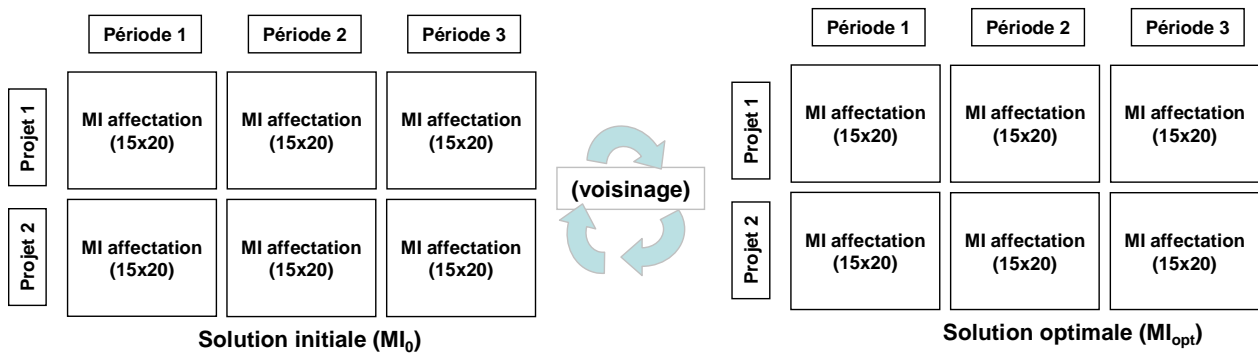 Période 1
Période 2
Période 3
Projet 1
MI affectation
(15x20)
MI affectation
(15x20)
MI affectation
(15x20)
Projet 2
MI affectation
(15x20)
MI affectation
(15x20)
MI affectation
(15x20)
Solution initiale (MI₀)
(voisinage)
Période 1
Période 2
Période 3
Projet 1
MI affectation
(15x20)
MI affectation
(15x20)
MI affectation
(15x20)
Projet 2
MI affectation
(15x20)
MI affectation
(15x20)
MI affectation
(15x20)
Solution optimale (MIopt)